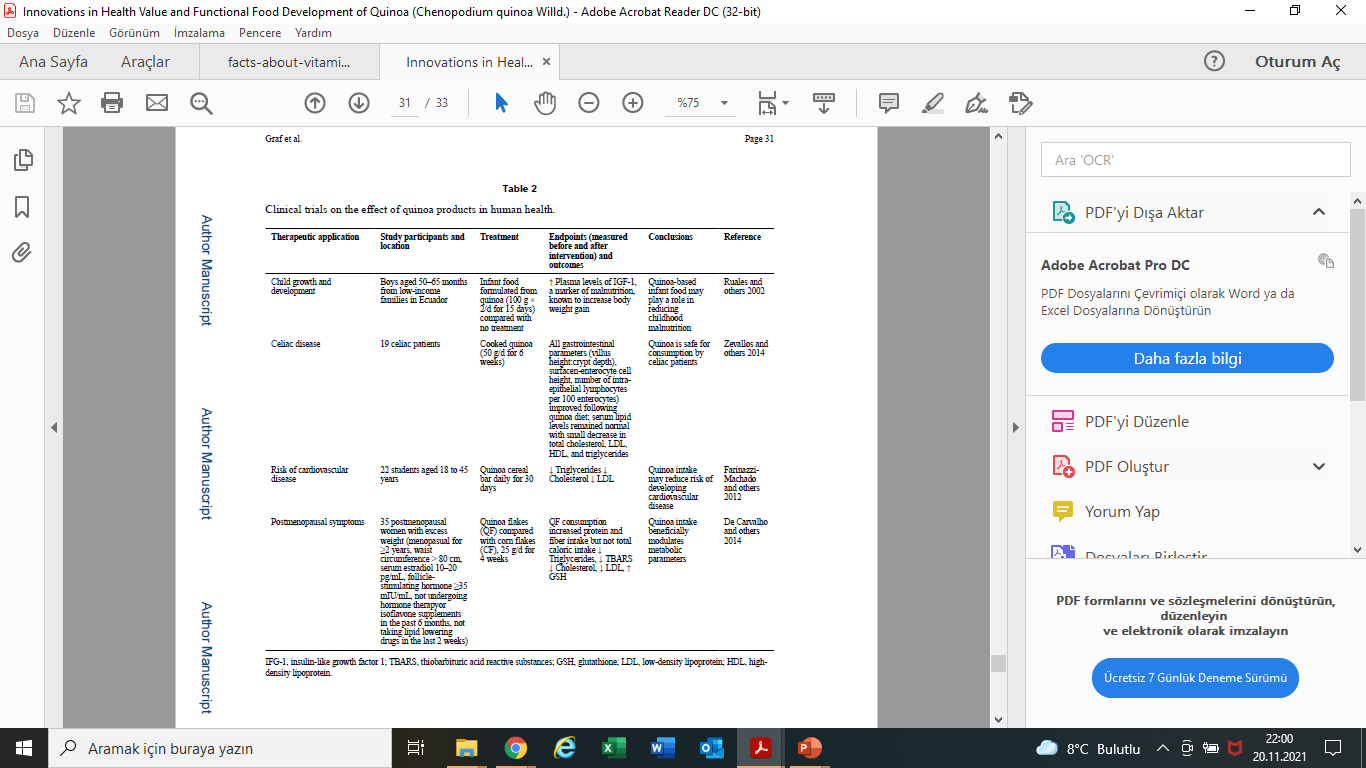 Innovations in Health Value and Functional Food Development of Quinoa (Chenopodium quinoa Willd.) - Adobe Acrobat Reader DC (32-bit)
Dosya Düzenle Görünüm İmzalama Pencere Yardım
Ana Sayfa Araçlar facts-about-vitami... Innovations in Heal... × Oturum Aç
31 / 33 %75
Graf et al. Page 31
Table 2
Clinical trials on the effect of quinoa products in human health.
Therapeutic application
Study participants and
location
Treatment
Endpoints (measured
before and after
intervention) and
outcomes
Conclusions
Reference
Child growth and
development
Boys aged 50–65 months
from low-income
families in Ecuador
Infant food
formulated from
quinoa (100 g ×
2/d for 15 days)
compared with
no treatment
↑ Plasma levels of IGF-1,
a marker of malnutrition,
known to increase body
weight gain
Quinoa-based
infant food may
play a role in
reducing
childhood
malnutrition
Ruales and
others 2002
Celiac disease
19 celiac patients
Cooked quinoa
(50 g/d for 6
weeks)
All gastrointestinal
parameters (villus
height:crypt depth),
surfacen-enterocyte cell
height, number of intra-
epithelial lymphocytes
per 100 enterocytes)
improved following
quinoa diet; serum lipid
levels remained normal
with small decrease in
total cholesterol, LDL,
HDL, and triglycerides
Quinoa is safe for
consumption by
celiac patients
Zevallos and
others 2014
Risk of cardiovascular
disease
22 students aged 18 to 45
years
Quinoa cereal
bar daily for 30
days
↓ Triglycerides ↓
Cholesterol ↓ LDL
Quinoa intake
may reduce risk of
developing
cardiovascular
disease
Farinazzi-
Machado
and others
2012
Postmenopausal symptoms
35 postmenopausal
women with excess
weight (menopasual for
≥2 years, waist
circumference > 80 cm,
serum estradiol 10–20
pg/mL, follicle-
stimulating hormone ≥35
mIU/mL, not undergoing
hormone therapyor
isoflavone supplements
in the past 6 months, not
taking lipid lowering
drugs in the last 2 weeks)
Quinoa flakes
(QF) compared
with corn flakes
(CF), 25 g/d for
4 weeks
QF consumption
increased protein and
fiber intake but not total
caloric intake ↓
Triglycerides, ↓ TBARS
↓ Cholesterol, ↓ LDL, ↑
GSH
Quinoa intake
beneficially
modulates
metabolic
parameters
De Carvalho
and others
2014
IFG-1, insulin-like growth factor 1; TBARS, thiobarbituric acid reactive substances; GSH, glutathione; LDL, low-density lipoprotein; HDL, high-
density lipoprotein.
Author Manuscript
Author Manuscript
Author Manuscript
Ara 'OCR'
PDF'yi Dışa Aktar
Adobe Acrobat Pro DC
PDF Dosyalarını Çevrimiçi olarak Word ya da
Excel Dosyalarına Dönüştürün
Daha fazla bilgi
PDF'yi Düzenle
PDF Oluştur
Yorum Yap
Dosyaları Birleştir
PDF formlarını ve sözleşmelerini dönüştürün,
düzenleyin
ve elektronik olarak imzalayın
Ücretsiz 7 Günlük Deneme Sürümü
Aramak için buraya yazın
8°C Bulutlu
22:00
20.11.2021